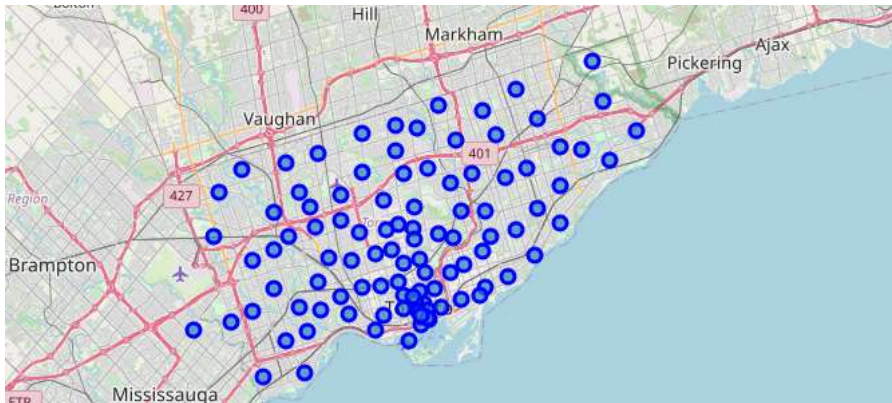 400
Hill
Markham
Ajax
Pickering
Vaughan
401
427
Region
Brampton
Mississauga